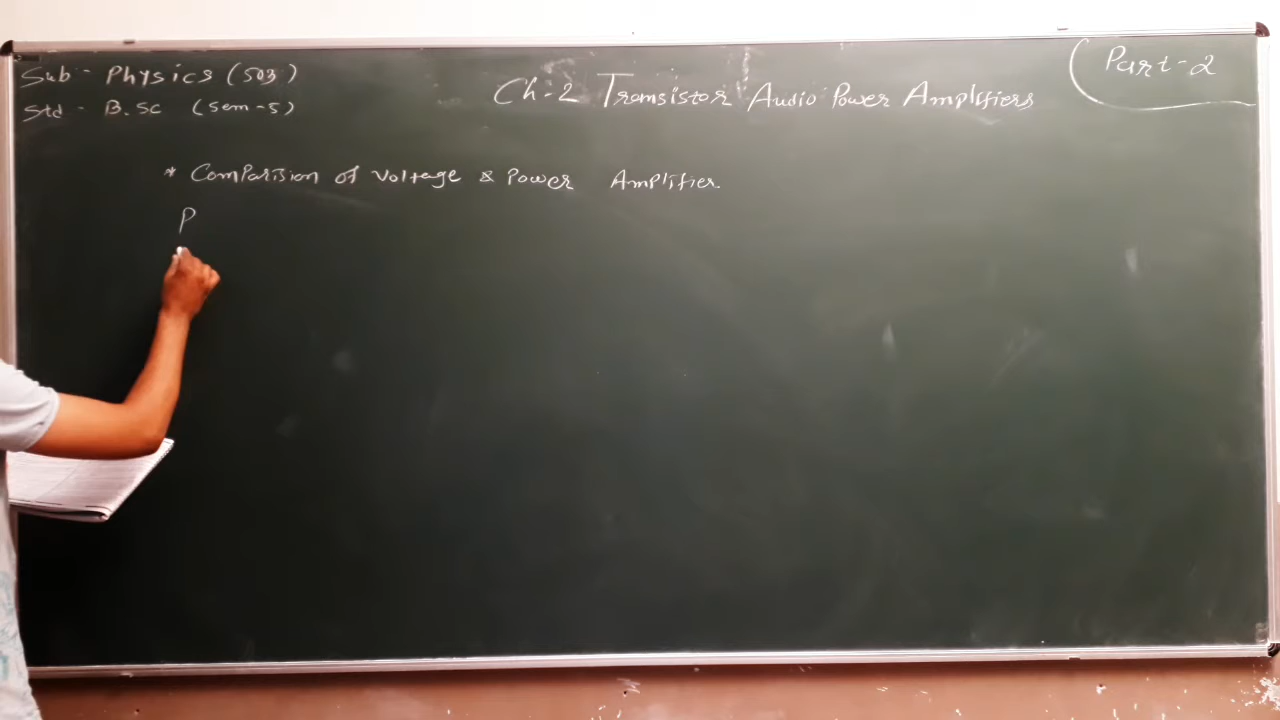 Sub - Physics (503)
Std - B.Sc (Sem-5)
Ch-2 Transistor Audio Power Amplifiers
Part-2
* Comparision of Voltage & Power Amplifier.
P